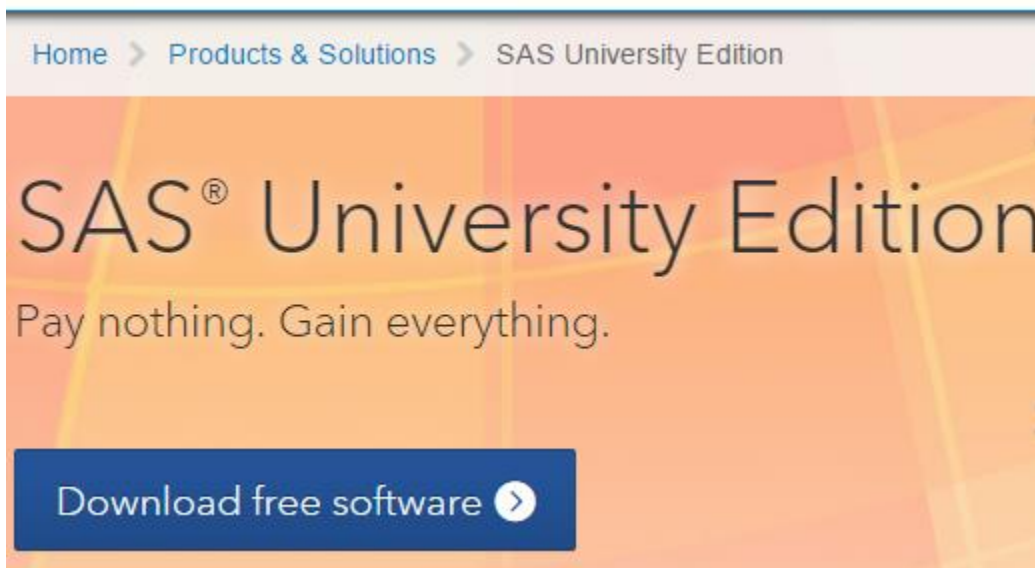 Home > Products & Solutions > SAS University Edition
SAS® University Edition
Pay nothing. Gain everything.
Download free software >